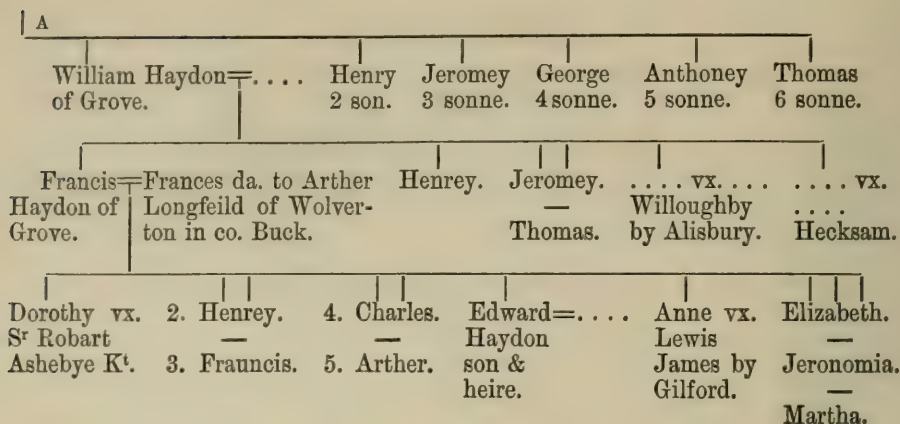 A
William Haydon=.... Henry Jeromey George Anthoney Thomas
of Grove. 2 son. 3 sonne. 4 sonne. 5 sonne. 6 sonne.
Francis=Frances da. to Arther Henrey. Jeromey. .... vx..... .... vx.
Haydon of Longfeild of Wolver- — Willoughby ....
Grove. ton in co. Buck. Thomas. by Alisbury. Hecksam.
Dorothy vx. 2. Henrey. 4. Charles. Edward=.... Anne vx. Elizabeth.
Sr Robart — — Haydon Lewis —
Ashebye Kt. 3. Frauncis. 5. Arther. son & James by Jeronomia.
heire. Gilford. —
Martha.